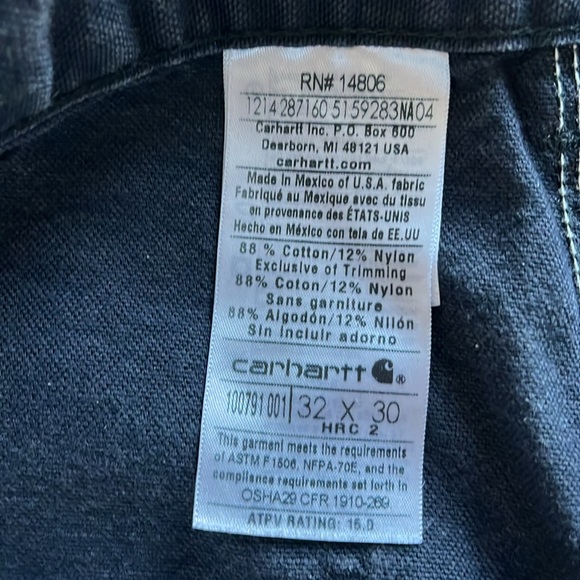 RN# 14806
1214 287160 5159283NA04
Carhartt Inc. P.O. Box 600
Dearborn, MI 48121 USA
carhartt.com
Made in Mexico of U.S.A. fabric
Fabriqué au Mexique avec du tissu
en provenance des ÉTATS-UNIS
Hecho en México con tela de EE.UU
88 % Cotton/12% Nylon
Exclusive of Trimming
88% Coton/12% Nylon
Sans garniture
88% Algodón/12% Nilón
Sin incluir adorno
carhartt ®
100791 001 32 X 30
HRC 2
This garment meets the requirements
of ASTM F1506, NFPA-70E, and the
compliance requirements set forth in
OSHA29 CFR 1910-269
ATPV RATING: 15.0